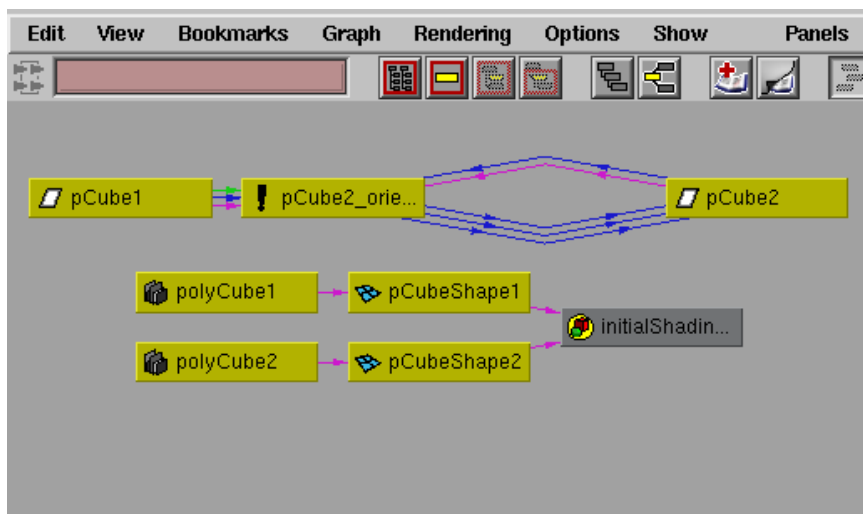 Edit View Bookmarks Graph Rendering Options Show Panels
pCube1 pCube2_orie... pCube2
polyCube1 pCubeShape1
initialShadin...
polyCube2 pCubeShape2